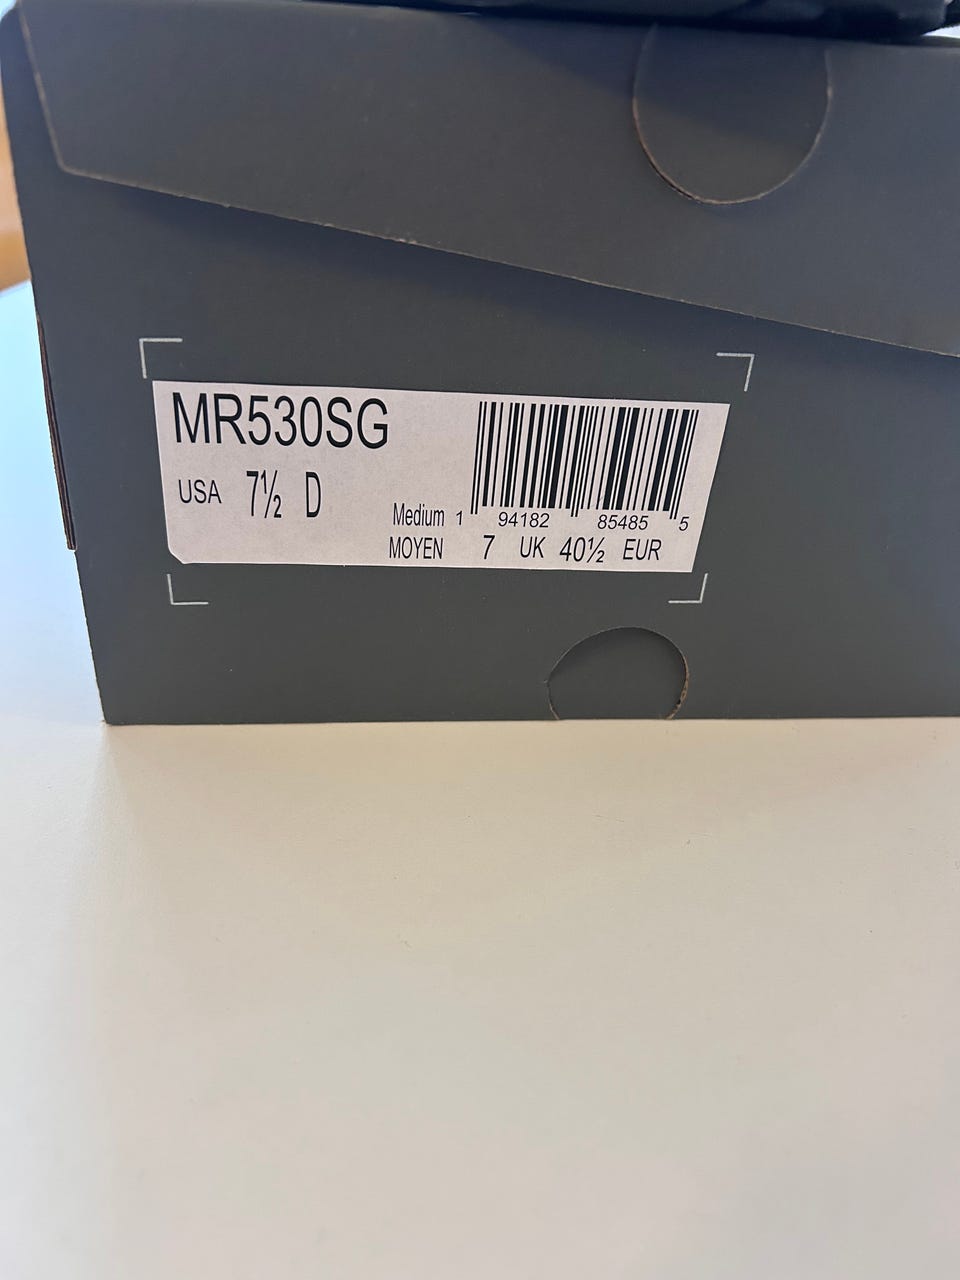 MR530SG
USA 7½ D
Medium 1 94182 85485 5
MOYEN 7 UK 40½ EUR